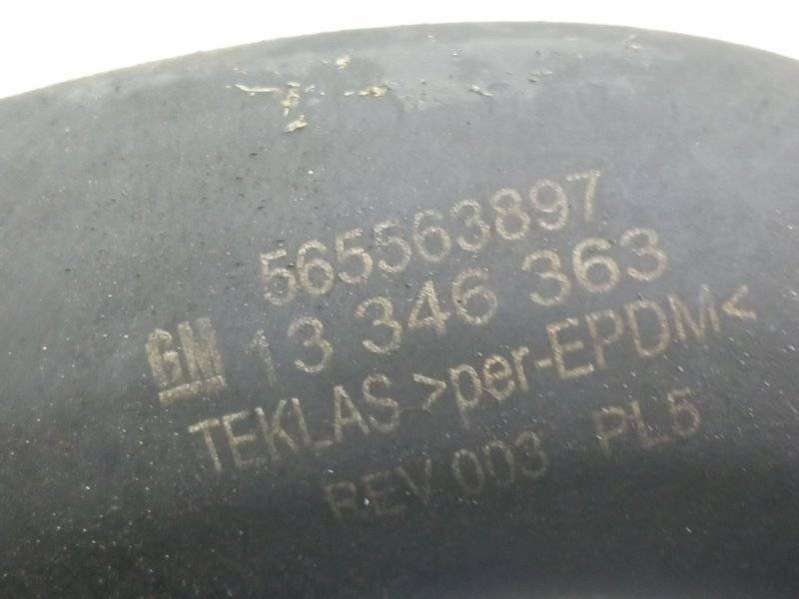 565563897
GM 13 346 363
TEKLAS >per-EPDM<
REV 003 PL5